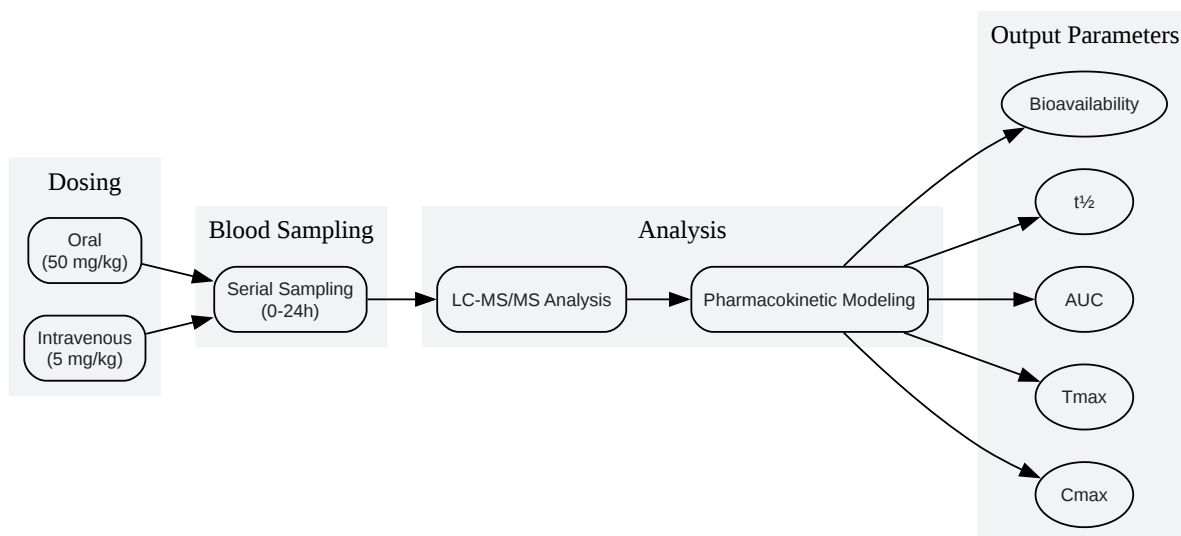 Dosing
Oral
(50 mg/kg)
Intravenous
(5 mg/kg)
Blood Sampling
Serial Sampling
(0-24h)
Analysis
LC-MS/MS Analysis
Pharmacokinetic Modeling
Output Parameters
Bioavailability
t½
AUC
Tmax
Cmax